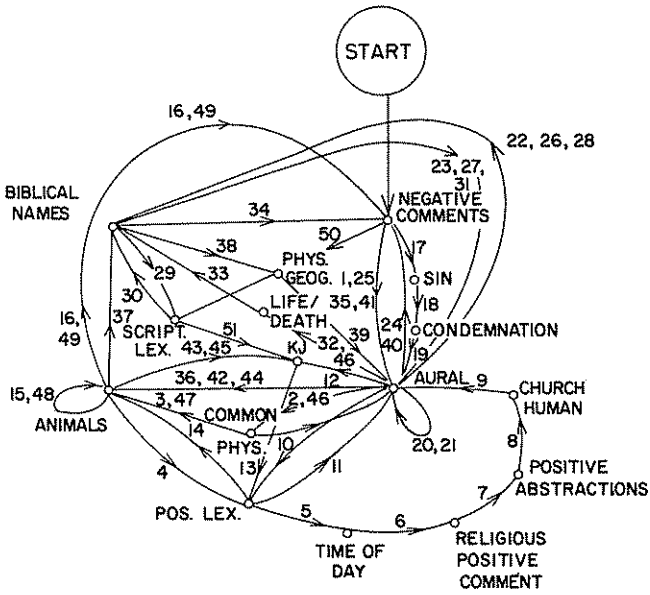 START
16,49
22, 26, 28
23, 27,
31
BIBLICAL
NAMES
34
NEGATIVE
COMMENTS
50
38
17
PHYS.
GEOG. 1,25
29
33
SIN
30
LIFE/
DEATH
35,41
18
37
16,
49
SCRIPT.
LEX.
51
32,
39
24
40
CONDEMNATION
19
43,45
KJ
46
36, 42, 44
12
AURAL
9
CHURCH
HUMAN
15,48
ANIMALS
3,47
COMMON
PHYS.
2,46
20,21
8
14
10
13
11
4
7
POSITIVE
ABSTRACTIONS
POS. LEX.
5
6
TIME OF
DAY
RELIGIOUS
POSITIVE
COMMENT